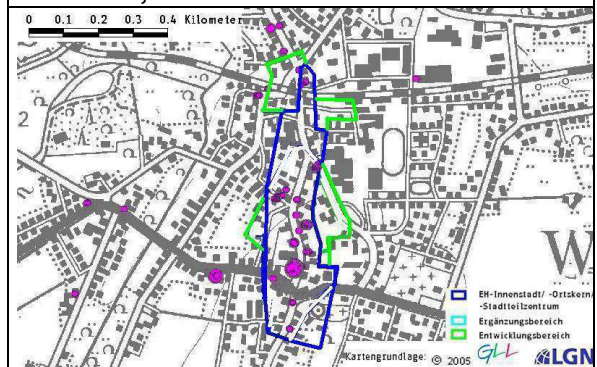 0 0.1 0.2 0.3 0.4 Kilometer
2
W
EH-Innenstadt/ -Ortskern/
-Stadtteilzentrum
Ergänzungsbereich
Entwicklungsbereich
Kartengrundlage: © 2005 GLL LGN